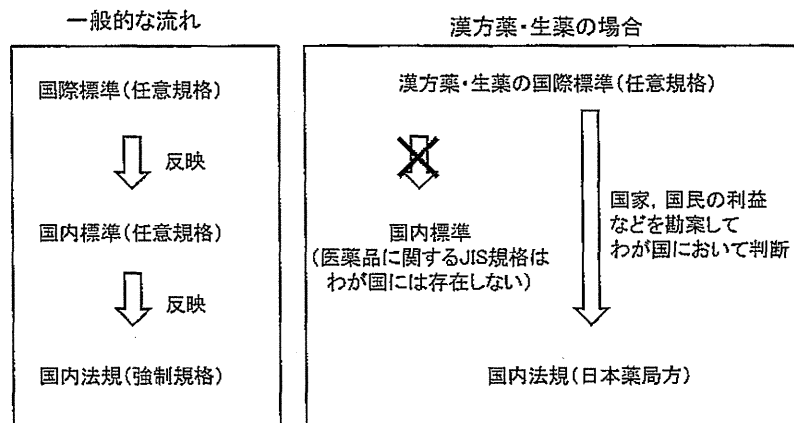 一般的な流れ
国際標準(任意規格)
反映
国内標準(任意規格)
反映
国内法規(強制規格)
漢方薬・生薬の場合
漢方薬・生薬の国際標準(任意規格)
国内標準
(医薬品に関するJIS規格は
わが国には存在しない)
国家,国民の利益
などを勘案して
わが国において判断
国内法規(日本薬局方)